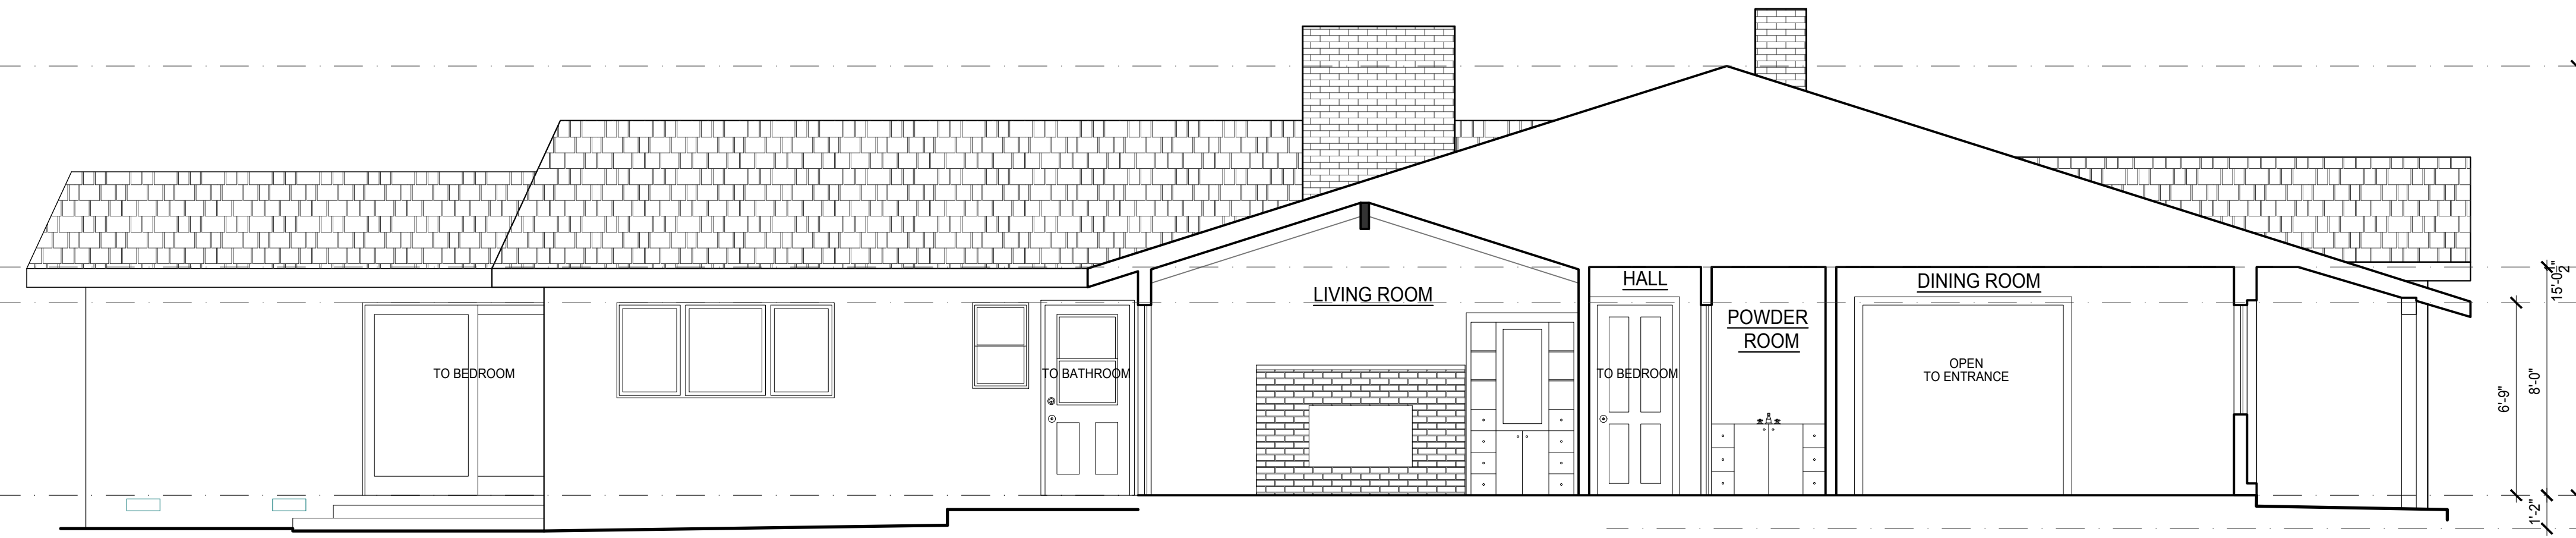 HALL
LIVING ROOM
DINING ROOM
POWDER
ROOM
TO BEDROOM
TO BATHROOM
TO BEDROOM
OPEN
TO ENTRANCE
6'-9"
8'-0"
1'-2"